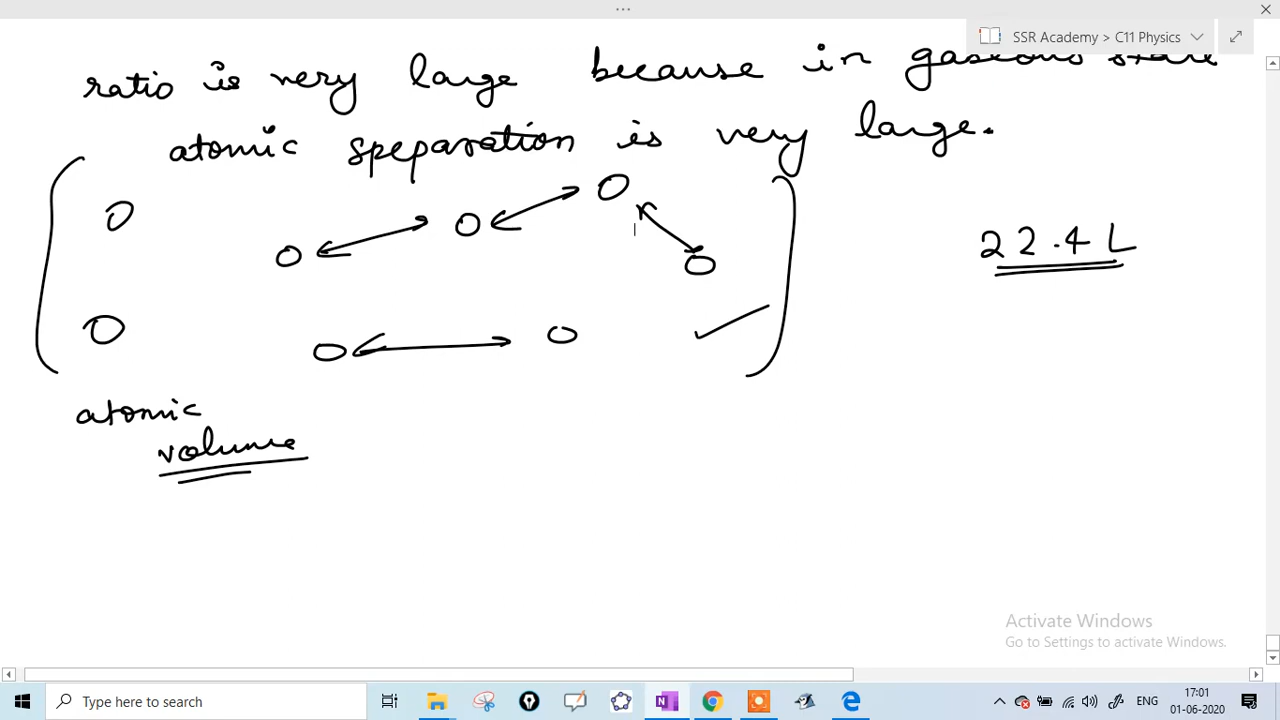 SSR Academy > C11 Physics
ratio is very large because in gaseous state
atomic speparation is very large.
22.4 L
atomic
volume
Activate Windows
Go to Settings to activate Windows.
Type here to search
ENG
17:01
01-06-2020